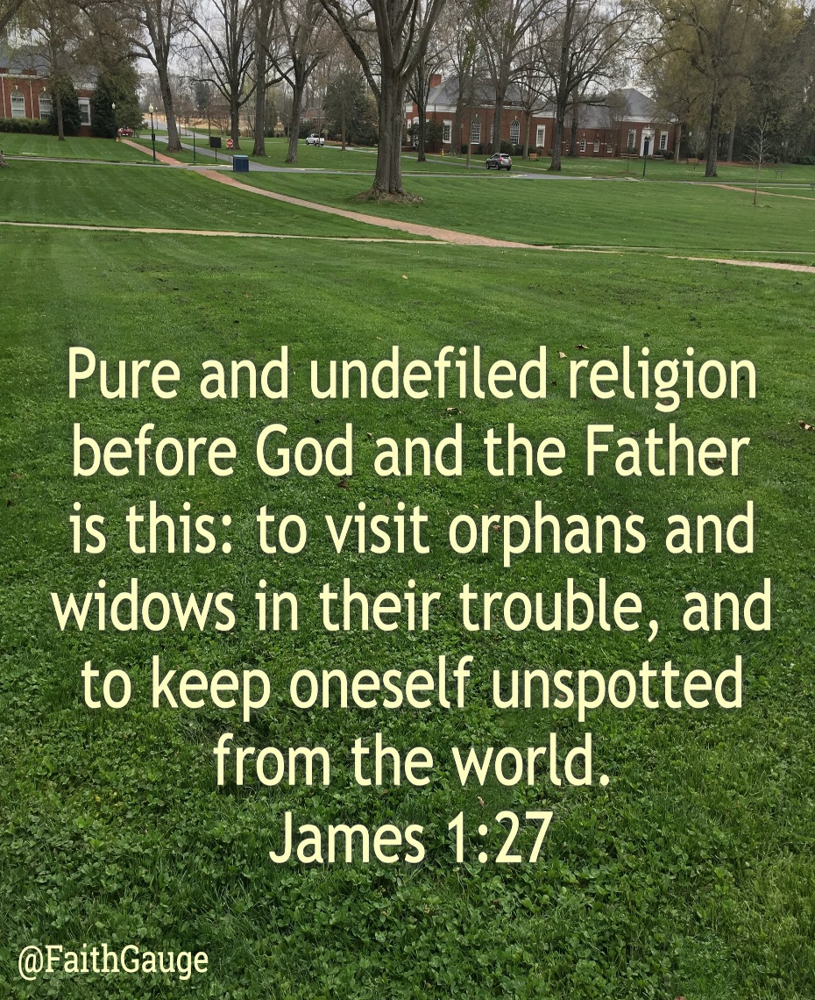 Pure and undefiled religion
before God and the Father
is this: to visit orphans and
widows in their trouble, and
to keep oneself unspotted
from the world.
James 1:27
@FaithGauge